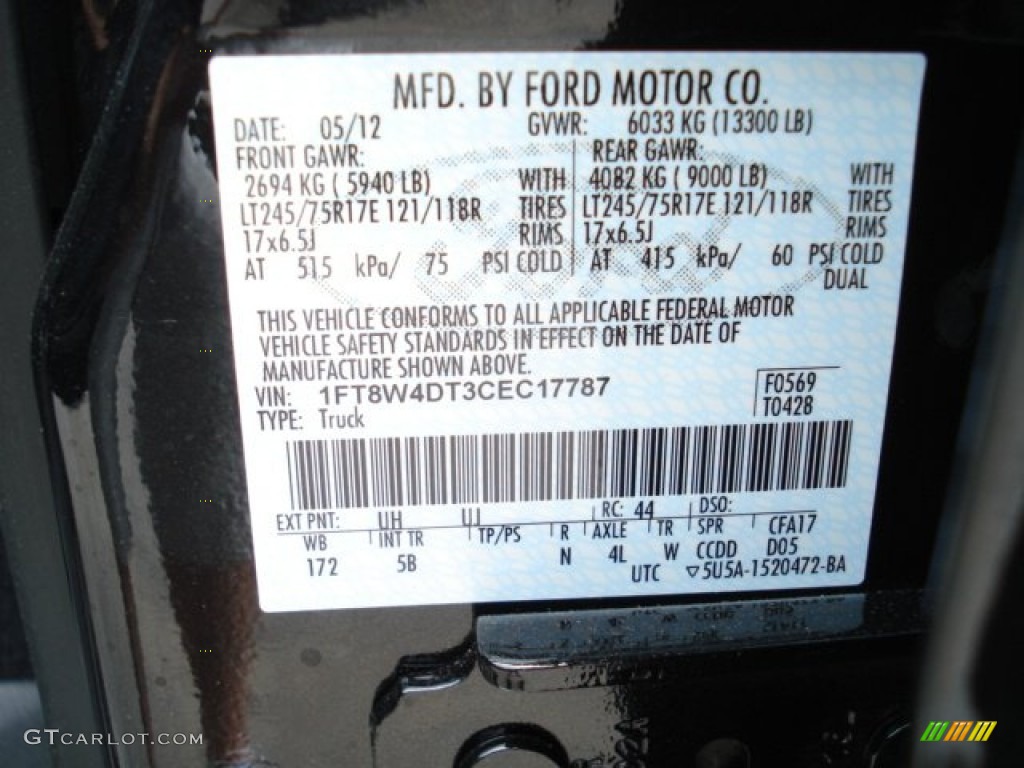 MFD. BY FORD MOTOR CO.
DATE: 05/12 GVWR: 6033 KG (13300 LB)
FRONT GAWR: REAR GAWR:
2694 KG ( 5940 LB) WITH 4082 KG ( 9000 LB) WITH
LT245/75R17E 121/118R TIRES LT245/75R17E 121/118R TIRES
17x6.5J RIMS 17x6.5J RIMS
AT 515 kPa/ 75 PSI COLD AT 415 kPa/ 60 PSI COLD
DUAL
THIS VEHICLE CONFORMS TO ALL APPLICABLE FEDERAL MOTOR
VEHICLE SAFETY STANDARDS IN EFFECT ON THE DATE OF
MANUFACTURE SHOWN ABOVE.
VIN: 1FT8W4DT3CEC17787 F0569
TYPE: Truck T0428
EXT PNT: UH UJ RC: 44 DSO:
WB INT TR TP/PS R AXLE TR SPR CFA17
172 5B N 4L W CCDD D05
UTC ▽5U5A-1520472-BA
GTCARLOT.COM